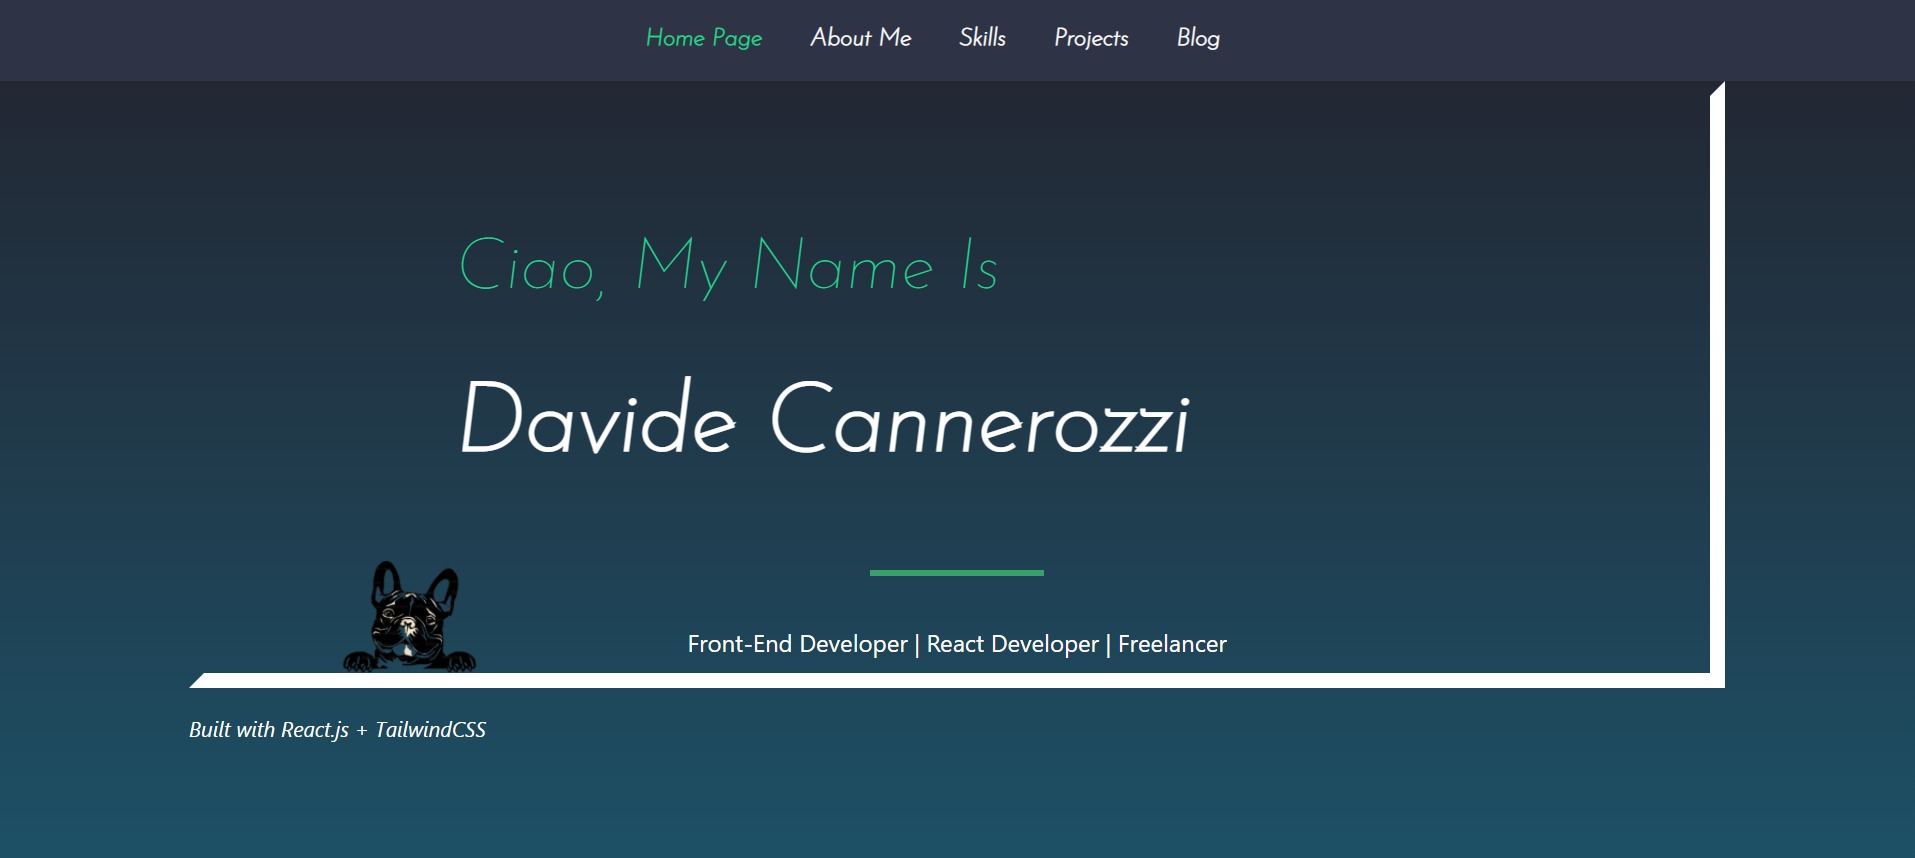 Home Page About Me Skills Projects Blog
Ciao, My Name Is
Davide Cannerozzi
Front-End Developer | React Developer | Freelancer
Built with React.js + TailwindCSS